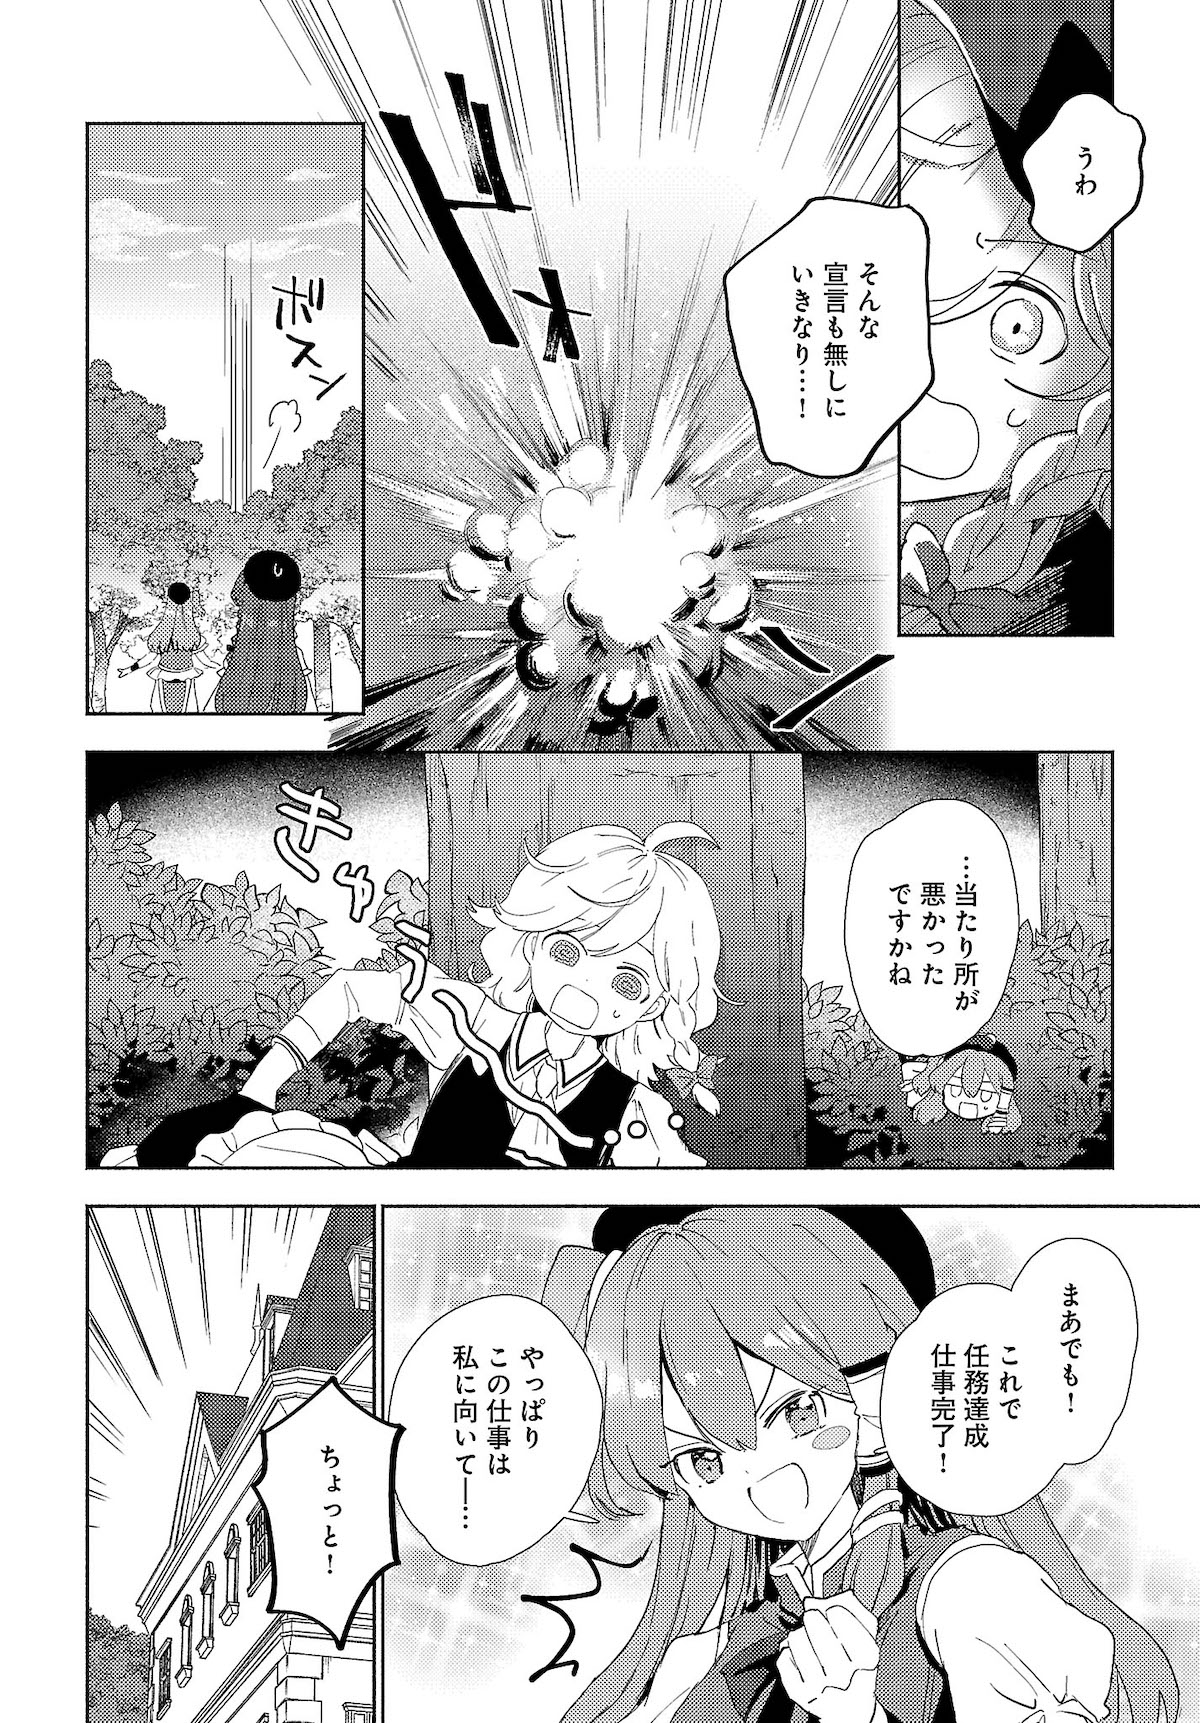 うわ
そんな
宣言も無しに
いきなり…！
ドォーン
ボスン
…当たり所が
悪かった
ですかね
きゅう
まあでも！
これで
任務達成
仕事完了！
やっぱり
この仕事は
私に向いて―…
ちょっと！